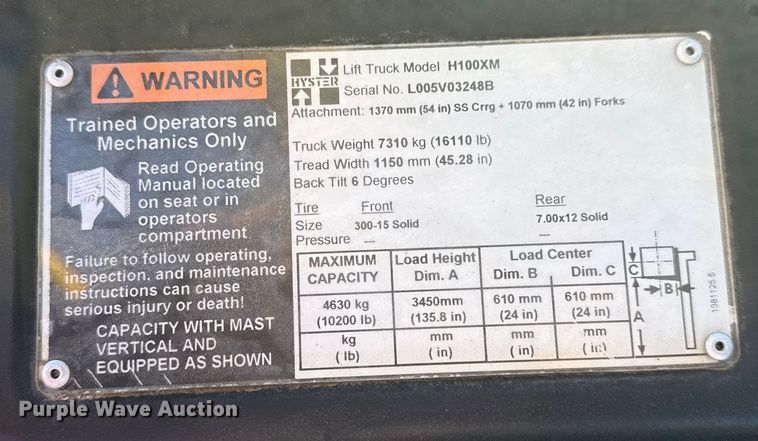 WARNING
Trained Operators and
Mechanics Only
Read Operating
Manual located
on seat or in
operators
compartment
Failure to follow operating,
inspection, and maintenance
instructions can cause
serious injury or death!
CAPACITY WITH MAST
VERTICAL AND
EQUIPPED AS SHOWN
HYSTER
Lift Truck Model H100XM
Serial No. L005V03248B
Attachment: 1370 mm (54 in) SS Crrg + 1070 mm (42 in) Forks
Truck Weight 7310 kg (16110 lb)
Tread Width 1150 mm (45.28 in)
Back Tilt 6 Degrees
Tire Front Rear
Size 300-15 Solid 7.00x12 Solid
Pressure --- ---
MAXIMUM CAPACITY Load Height Dim. A Load Center Dim. B Dim. C
4630 kg 3450mm 610 mm 610 mm
(10200 lb) (135.8 in) (24 in) (24 in)
kg mm mm mm
( lb) ( in) ( in) ( in)
C
B
A
1381126 5
Purple Wave Auction